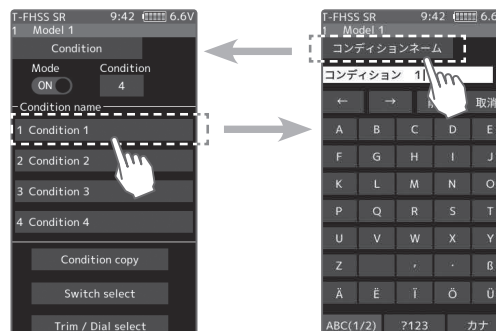 T-FHSS SR 9:42 6.6V
1 Model 1
Condition
Mode Condition
ON 4
Condition name
1 Condition 1
2 Condition 2
3 Condition 3
4 Condition 4
Condition copy
Switch select
Trim / Dial select
T-FHSS SR 9:42 6.6
1 Model 1
コンディションネーム
コンディション 1
← → 取消
A B C D E
F G H I J
K L M N O
P Q R S T
U V W X Y
Z , . ß
Ä Ë Ï Ö Ü
ABC(1/2) ?123 カナ